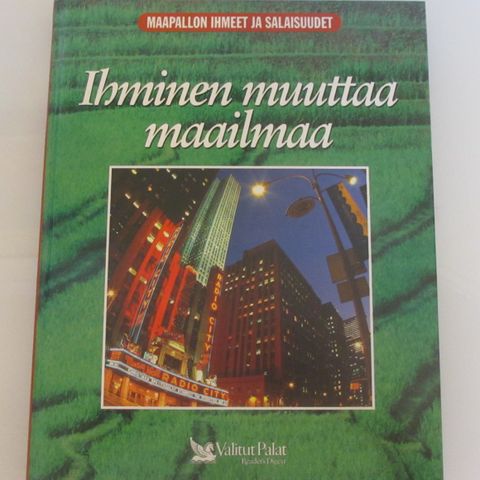 MAAPALLON IHMEET JA SALAISUUDET
Ihminen muuttaa
maailmaa
RADIO CITY
RADIO CITY
Valitut Palat
Reader's Digest